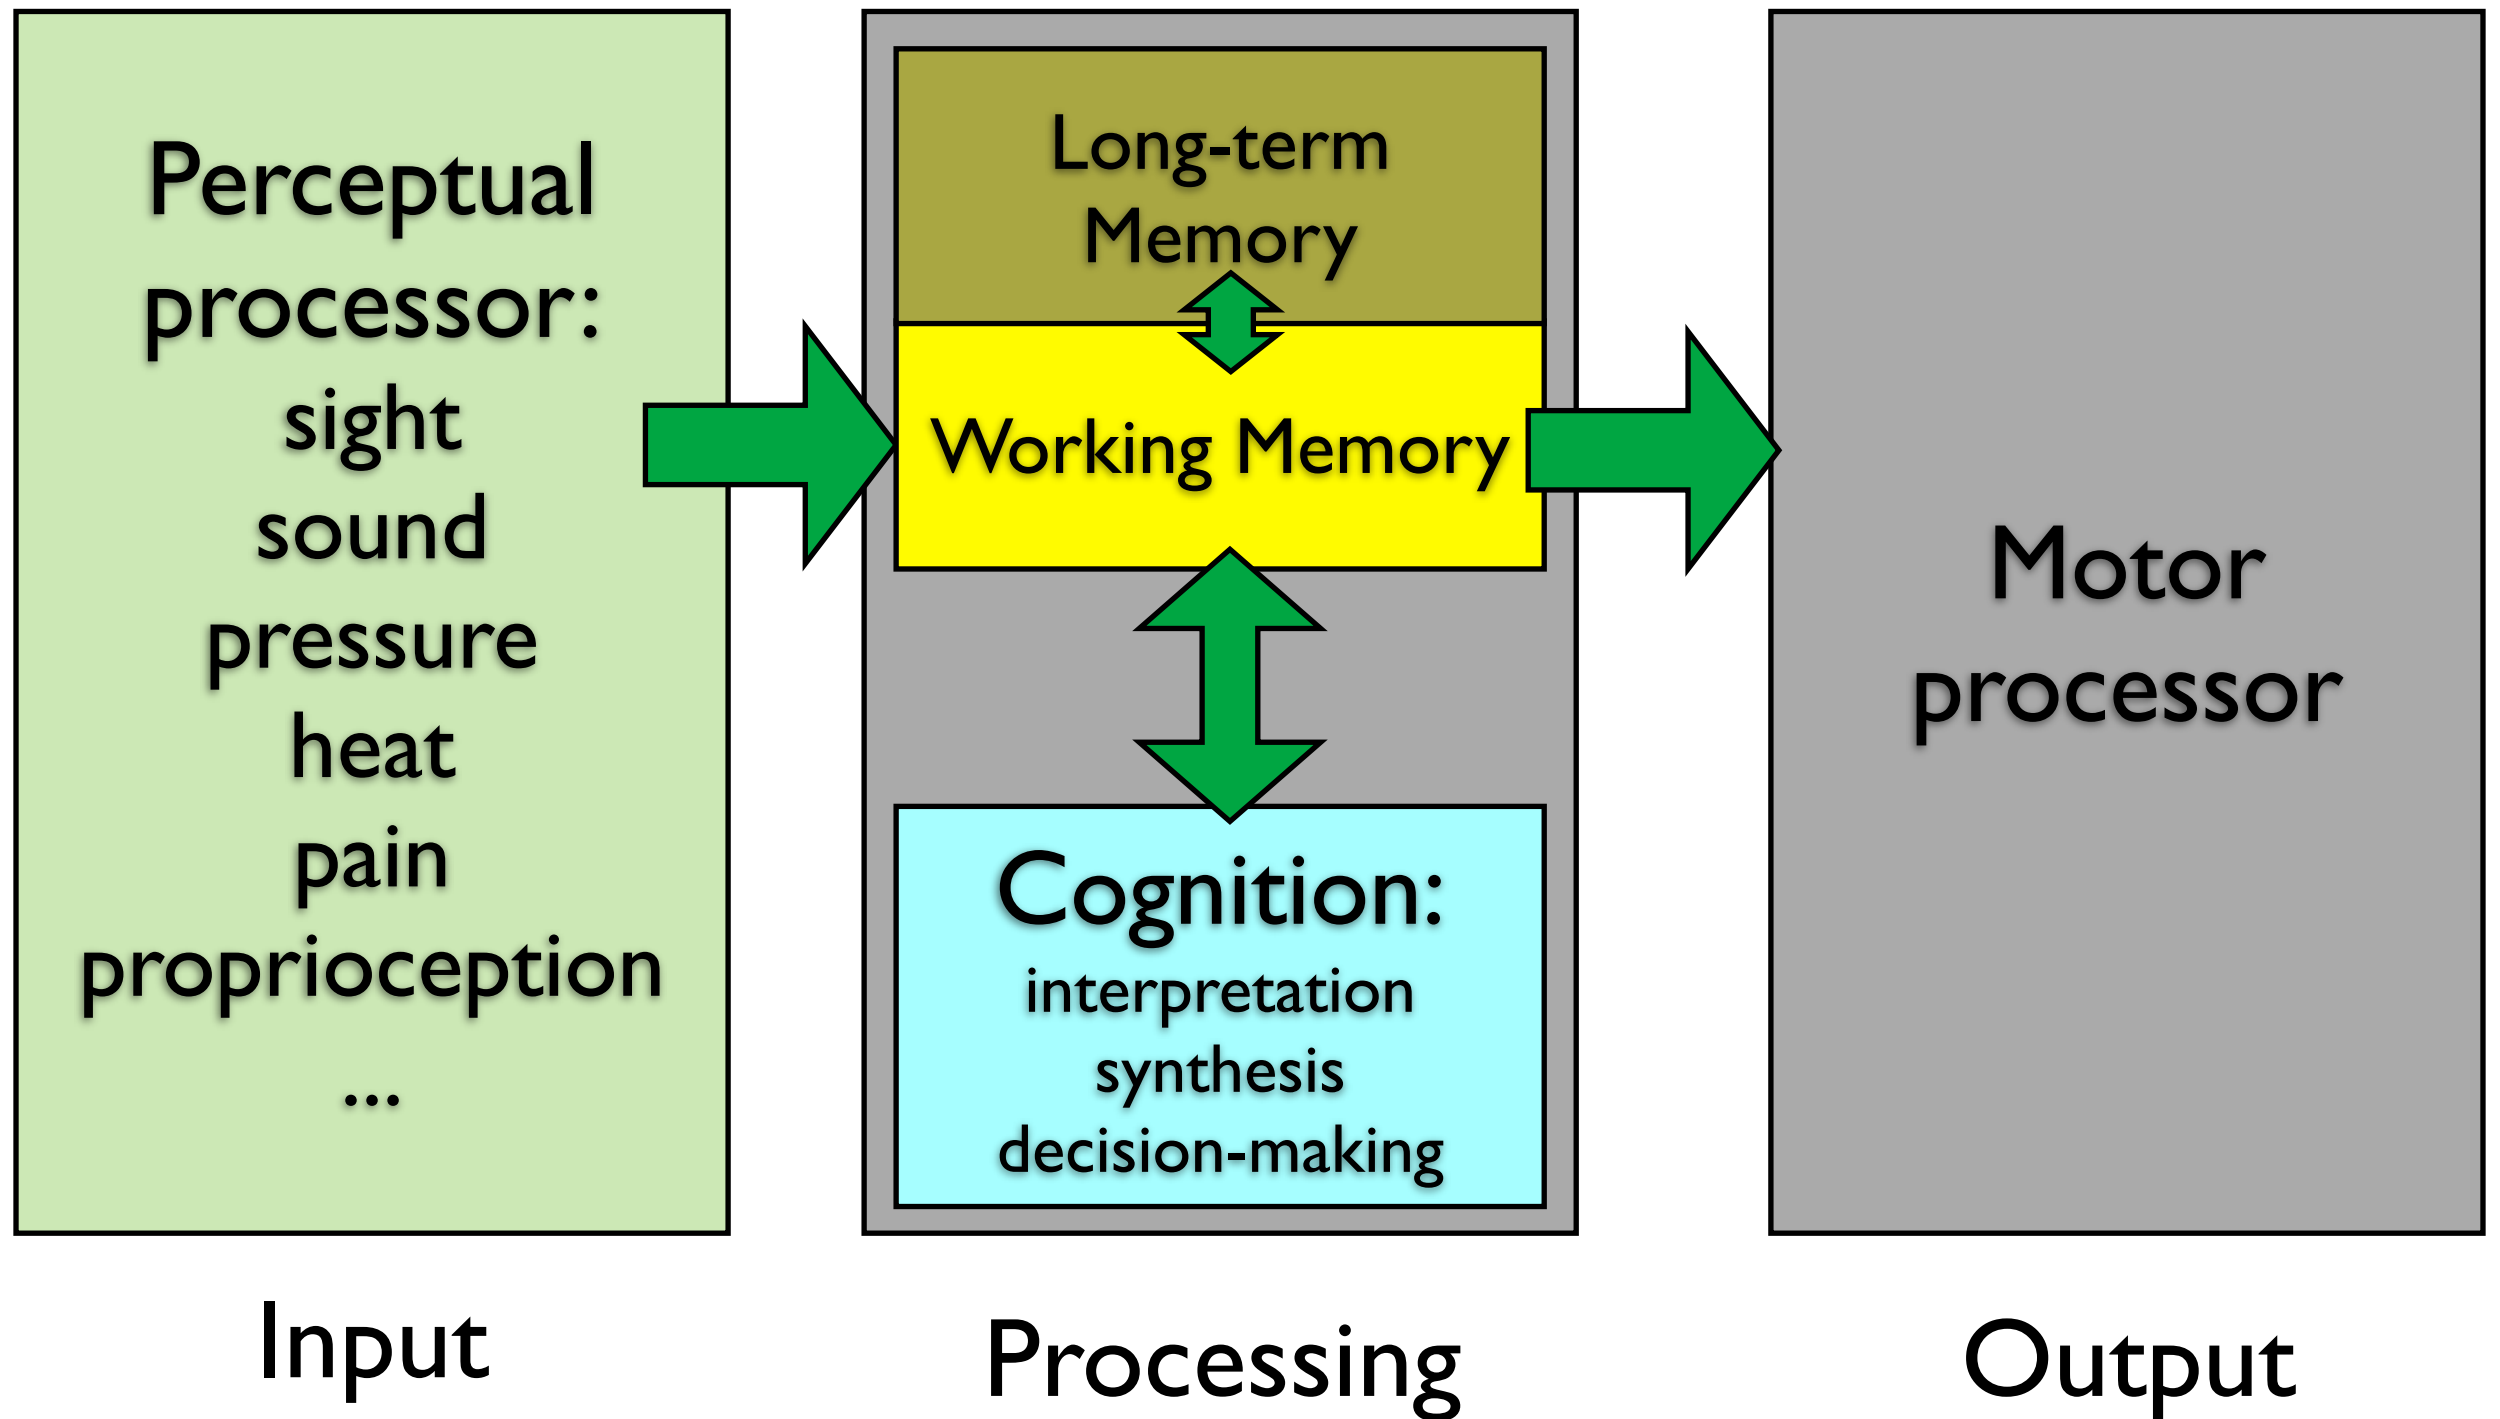 Perceptual
processor:
sight
sound
pressure
heat
pain
proprioception
...
Long-term
Memory
Working Memory
Cognition:
interpretation
synthesis
decision-making
Motor
processor
Input
Processing
Output